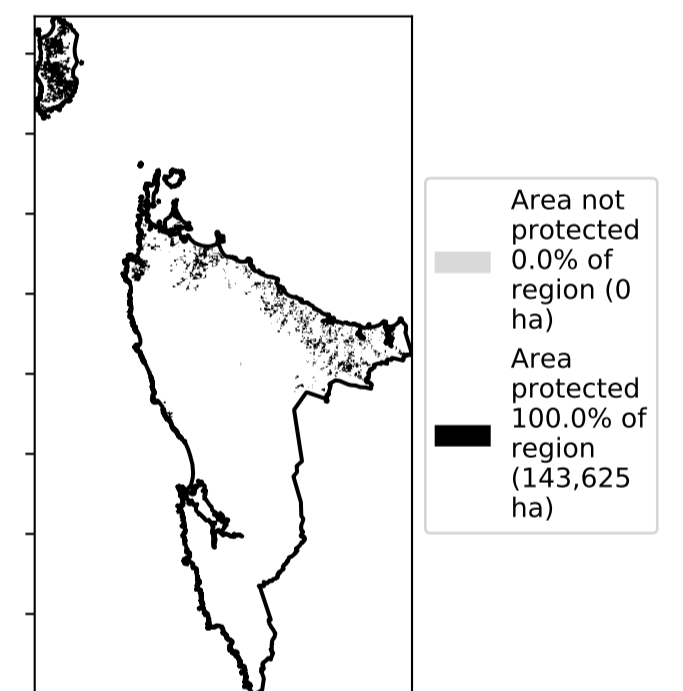 Area not
protected
0.0% of
region (0
ha)
Area
protected
100.0% of
region
(143,625
ha)